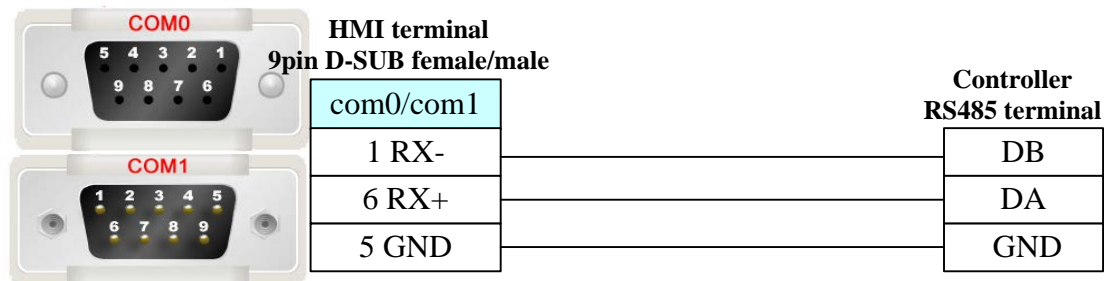 COM0
5 4 3 2 1
9 8 7 6
COM1
1 2 3 4 5
6 7 8 9
HMI terminal
9pin D-SUB female/male
com0/com1
1 RX-
6 RX+
5 GND
Controller
RS485 terminal
DB
DA
GND